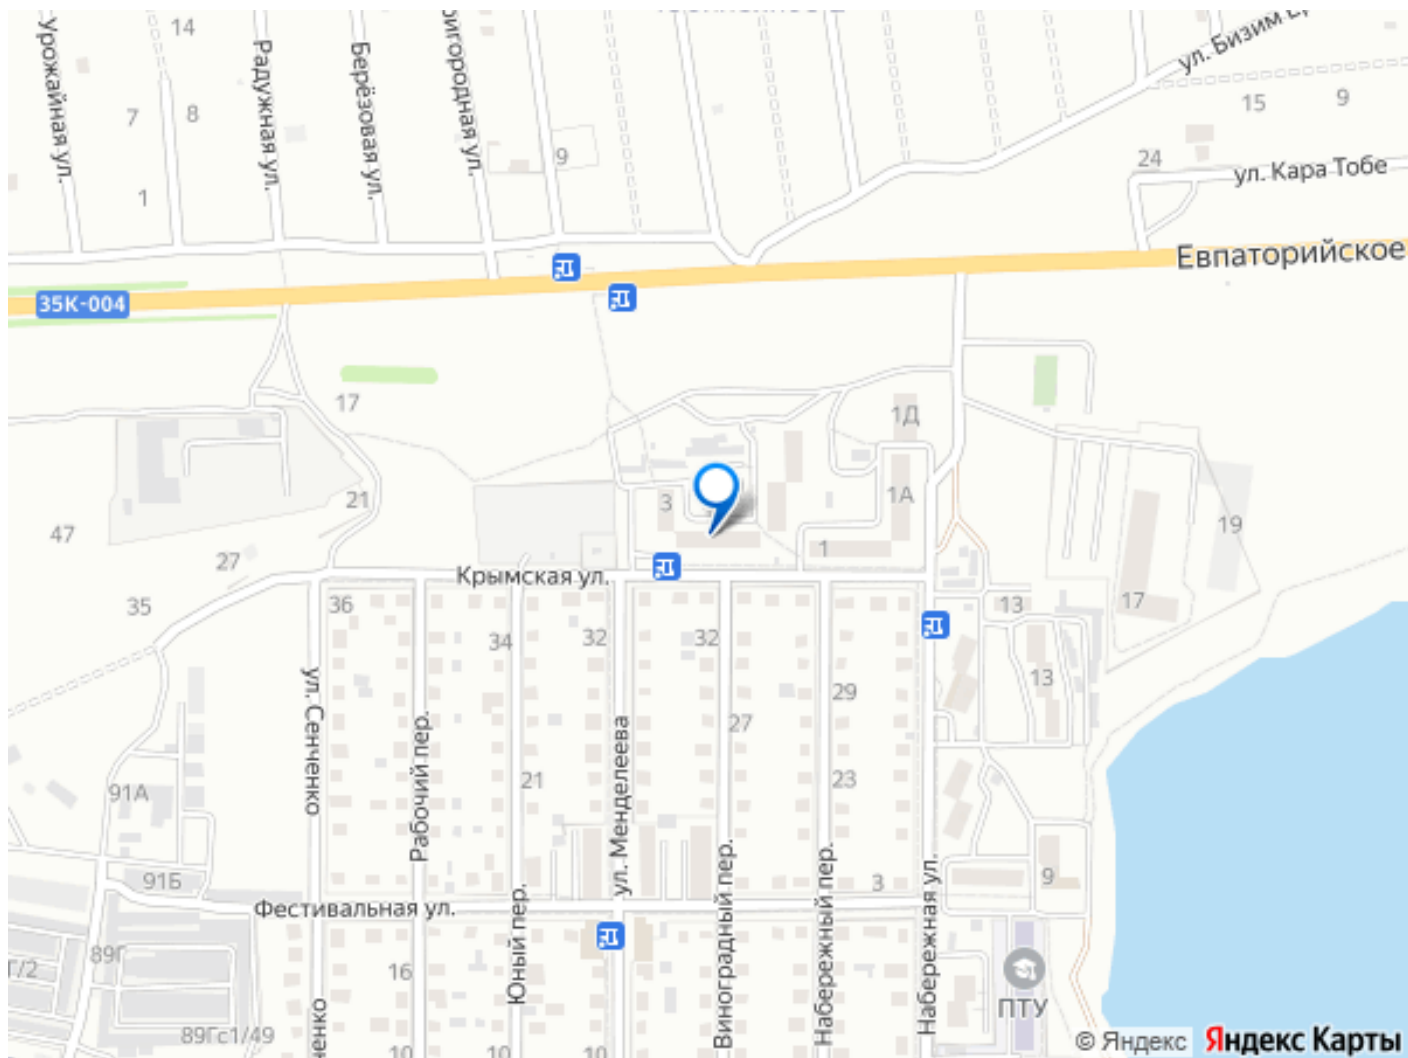 14
ул. Бизим
Урожайная ул.
Радужная ул.
Берёзовая ул.
ригородная ул.
7
8
15
9
9
24
ул. Кара Тобе
1
Евпаторийское
35К-004
17
1Д
21
3
1А
47
19
27
1
Крымская ул.
35
36
34
32
32
13
17
13
29
27
ул. Сенченко
Рабочий пер.
ул. Менделеева
21
23
91А
Виноградный пер.
Набережный пер.
Набережная ул.
91Б
3
9
Фестивальная ул.
Юный пер.
89Г
Г/2
16
ПТУ
нченко
89Гс1/49
10
10
10
© Яндекс Яндекс Карты